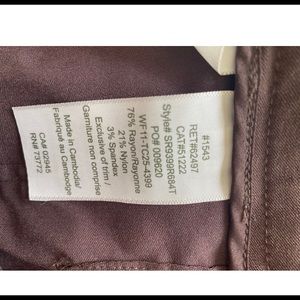 #1543
RET#62497
CAT#51222
Style# SR9399R684T
PO# 009620
WF11-TC25-4399
76% Rayon/Rayonne
21% Nylon
3% Spandex
Exclusive of trim /
Garniture non comprise
Made in Cambodia/
Fabriqué au Cambodge
CA# 02945
RN# 73772